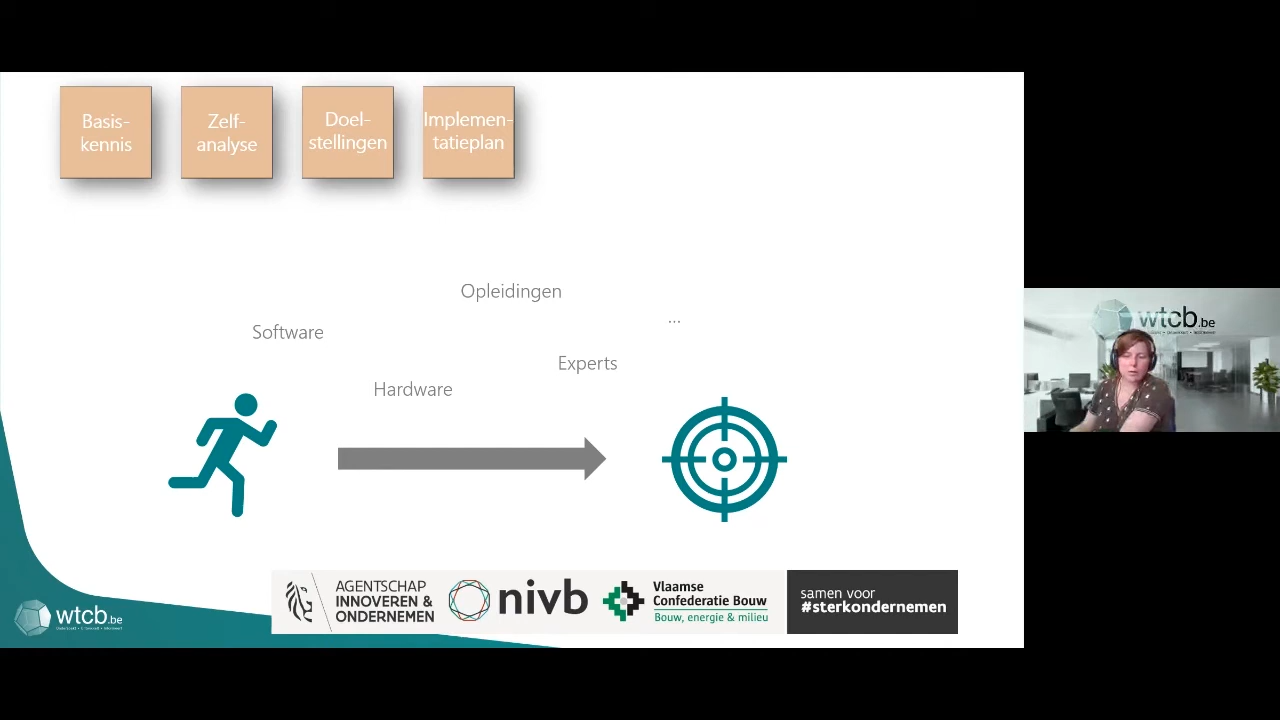 Basis-
kennis
Zelf-
analyse
Doel-
stellingen
Implemen-
tatieplan
Opleidingen
...
Software
Experts
Hardware
wtcb.be
AGENTSCHAP
INNOVEREN &
ONDERNEMEN
nivb
Vlaamse
Confederatie Bouw
Bouw, energie & milieu
samen voor
#sterkondernemen
wtcb.be